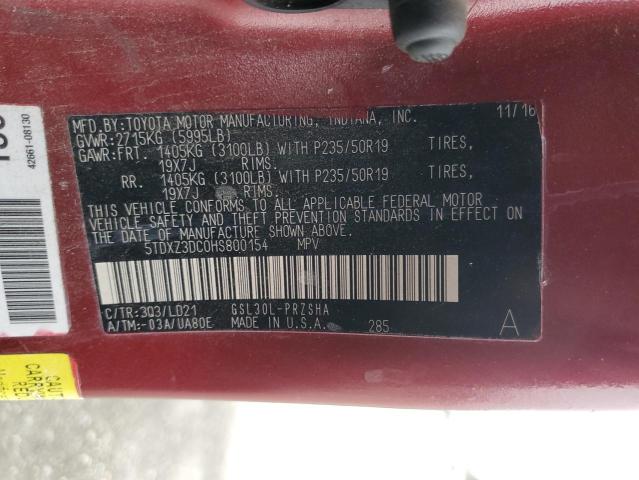 MFD.BY:TOYOTA MOTOR MANUFACTURING, INDIANA, INC. 11/16
GVWR:2715KG (5995LB)
GAWR:FRT. 1405KG (3100LB) WITH P235/50R19 TIRES,
19X7J RIMS.
RR. 1405KG (3100LB) WITH P235/50R19 TIRES,
19X7J RIMS.
THIS VEHICLE CONFORMS TO ALL APPLICABLE FEDERAL MOTOR
VEHICLE SAFETY AND THEFT PREVENTION STANDARDS IN EFFECT ON
THE DATE OF MANUFACTURE SHOWN ABOVE.
5TDXZ3DC0HS800154 MPV
C/TR:3Q3/LD21 GSL30L-PRZSHA
A/TM:-03A/UA80E MADE IN U.S.A. 285 A
42661-08130
CAUT
CARR
RED